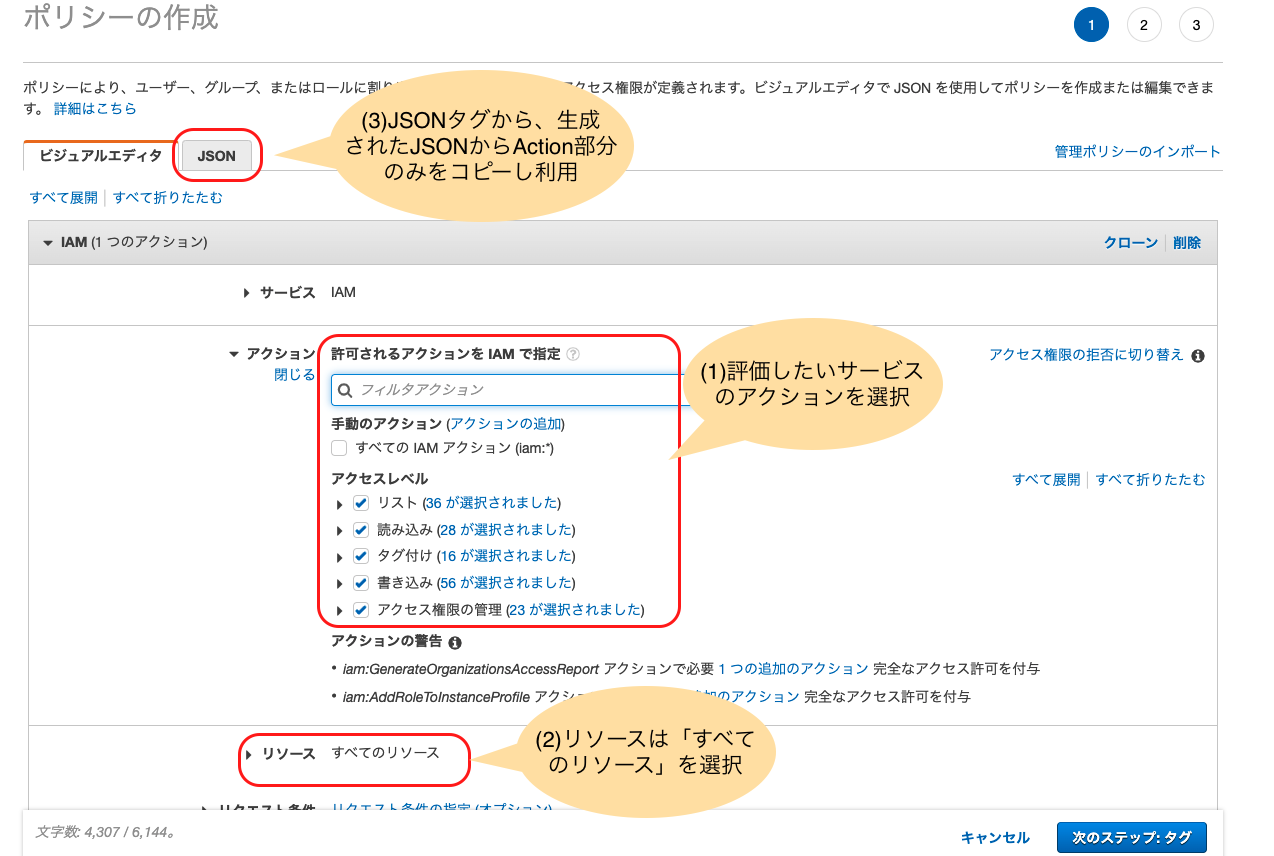 ポリシーの作成
1 2 3
ポリシーにより、ユーザー、グループ、またはロールに割り
アクセス権限が定義されます。ビジュアルエディタで JSON を使用してポリシーを作成または編集できま
す。 詳細はこちら
(3)JSONタグから、生成
されたJSONからAction部分
のみをコピーし利用
ビジュアルエディタ JSON
管理ポリシーのインポート
すべて展開 すべて折りたたむ
IAM (1 つのアクション)
クローン 削除
サービス IAM
アクション 許可されるアクションを IAM で指定 ?
閉じる
アクセス権限の拒否に切り替え
(1)評価したいサービス
のアクションを選択
フィルタアクション
手動のアクション (アクションの追加)
すべての IAM アクション (iam:*)
アクセスレベル
すべて展開 すべて折りたたむ
リスト (36 が選択されました)
読み込み (28 が選択されました)
タグ付け (16 が選択されました)
書き込み (56 が選択されました)
アクセス権限の管理 (23 が選択されました)
アクションの警告
• iam:GenerateOrganizationsAccessReport アクションで必要 1 つの追加のアクション 完全なアクセス許可を付与
• iam:AddRoleToInstanceProfile アクショ
のアクション 完全なアクセス許可を付与
(2)リソースは「すべて
のリソース」を選択
リソース すべてのリソース
リクエスト条件 リクエスト条件の指定 (オプション)
文字数: 4,307 / 6,144。
キャンセル 次のステップ: タグ